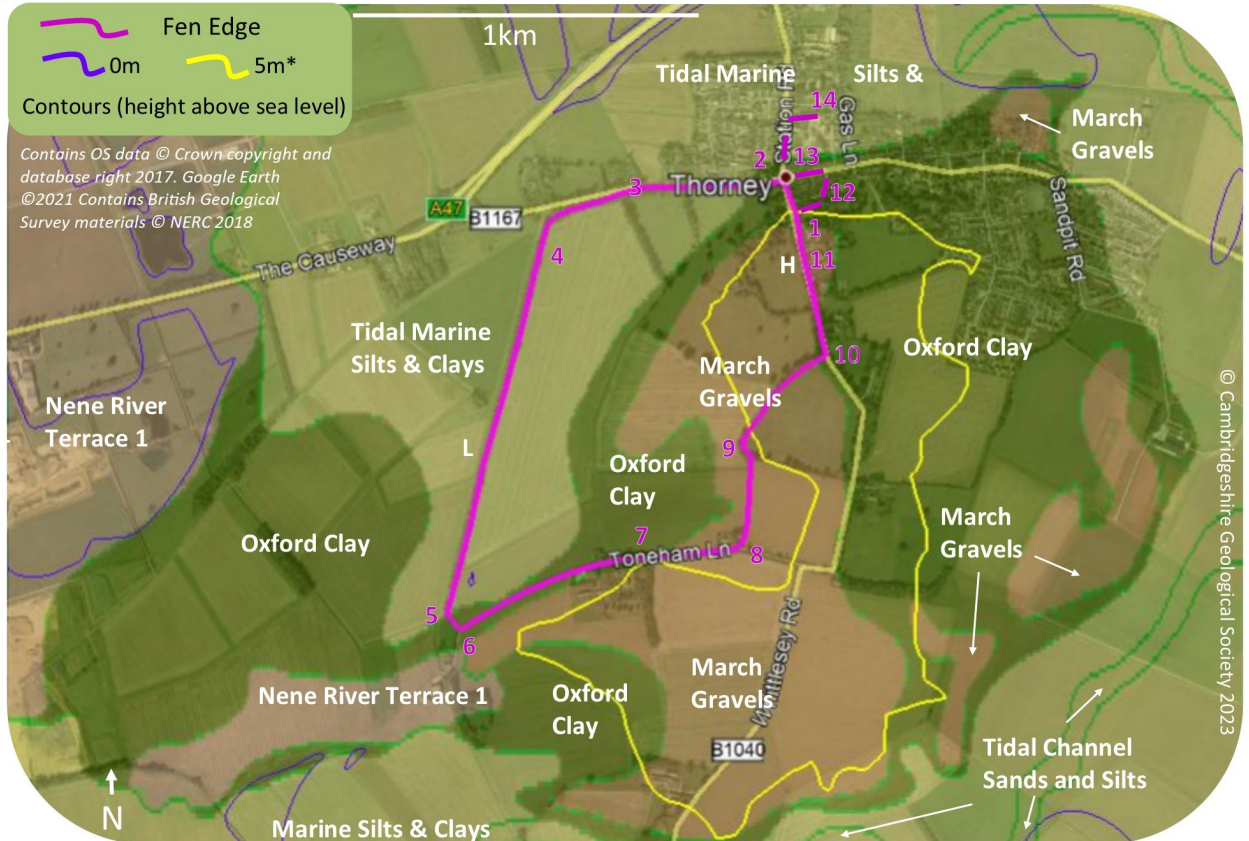 Fen Edge
0m
5m*
Contours (height above sea level)
Contains OS data © Crown copyright and
database right 2017. Google Earth
©2021 Contains British Geological
Survey materials © NERC 2018
1km
Tidal Marine
Silts &
Station Rd
Gas Ln
March
Gravels
14
13
2
3
Thorney
12
1
11
H
Sandpit Rd
A47
B1167
4
The Causeway
Tidal Marine
Silts & Clays
10
Oxford Clay
March
Gravels
Nene River
Terrace 1
L
9
Oxford
Clay
Oxford Clay
7
Toneham Ln
8
March
Gravels
5
6
Whittlesey Rd
Nene River Terrace 1
Oxford
Clay
March
Gravels
B1040
Tidal Channel
Sands and Silts
N
Marine Silts & Clays
© Cambridgeshire Geological Society 2023